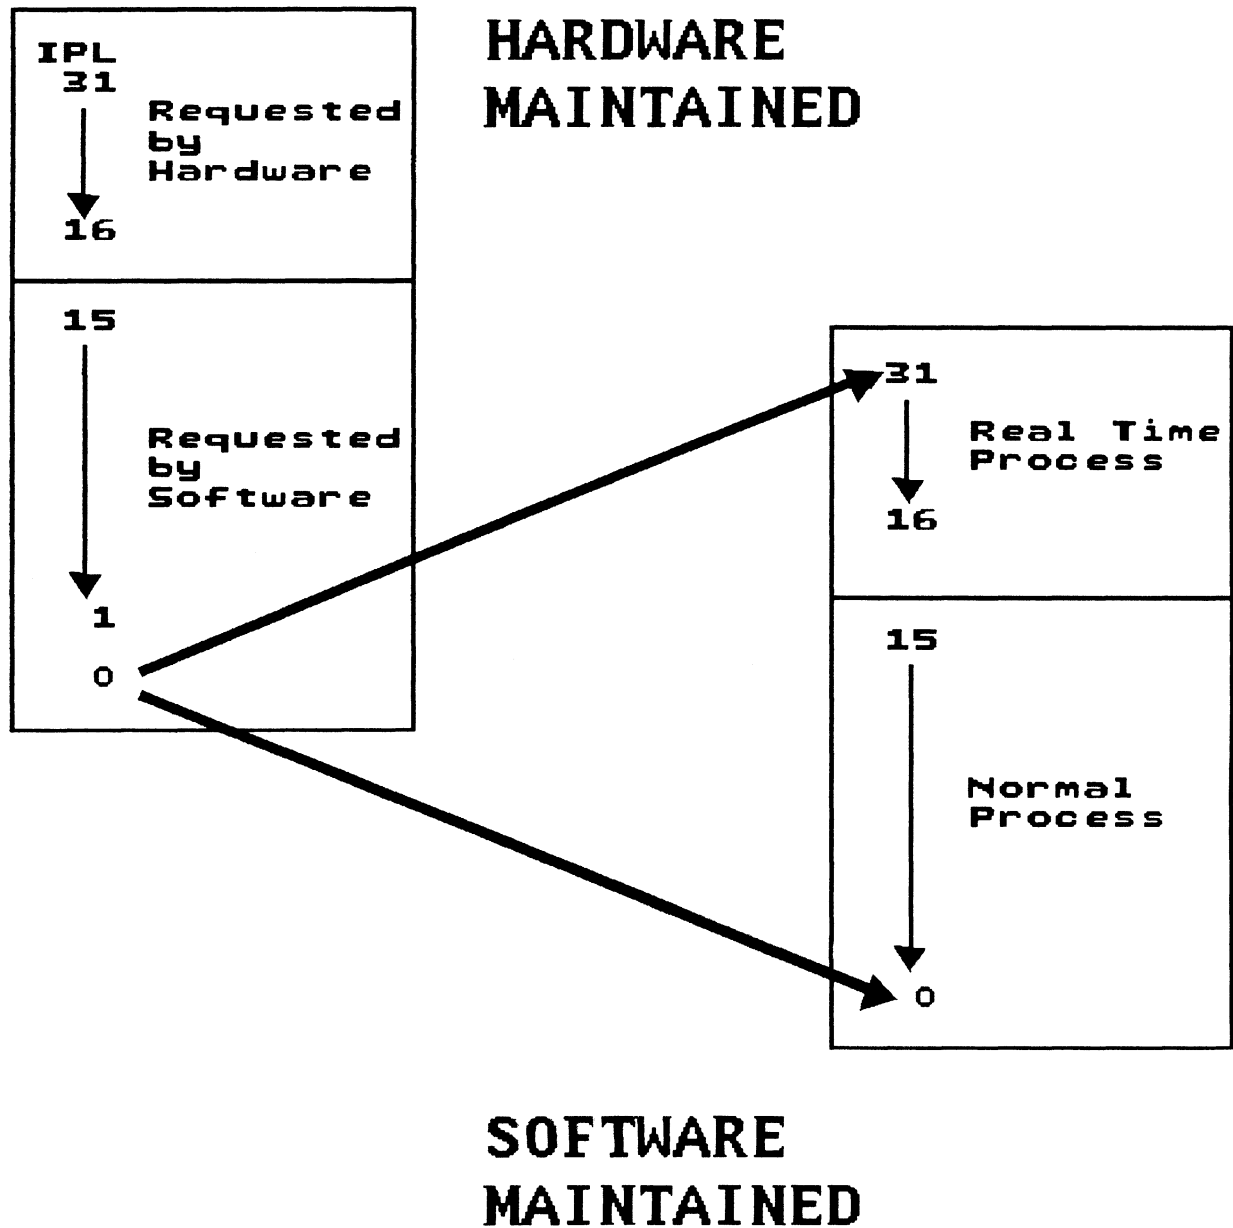 HARDWARE
MAINTAINED
IPL
31
Requested
by
Hardware
16
15
Requested
by
Software
1
0
31
Real Time
Process
16
15
Normal
Process
0
SOFTWARE
MAINTAINED